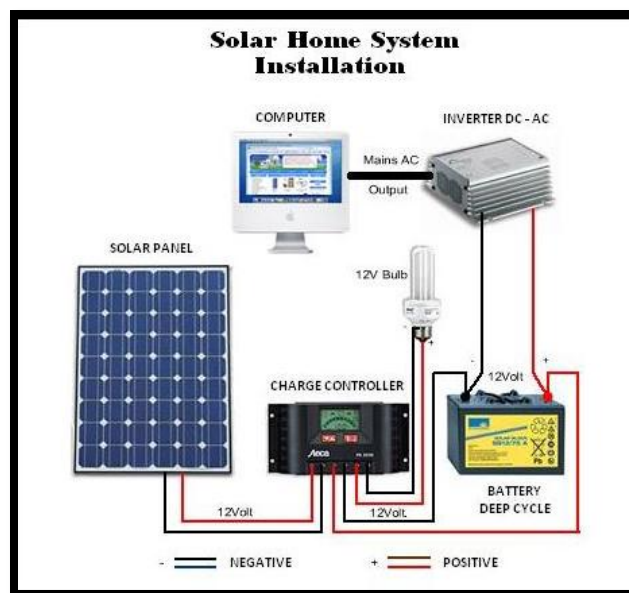 Solar Home System
Installation
COMPUTER
INVERTER DC - AC
Mains AC
Output
SOLAR PANEL
12V Bulb
-
+
-
+
12Volt
CHARGE CONTROLLER
Steca
Pb
BATTERY
DEEP CYCLE
12Volt
12Volt.
- NEGATIVE
+ POSITIVE